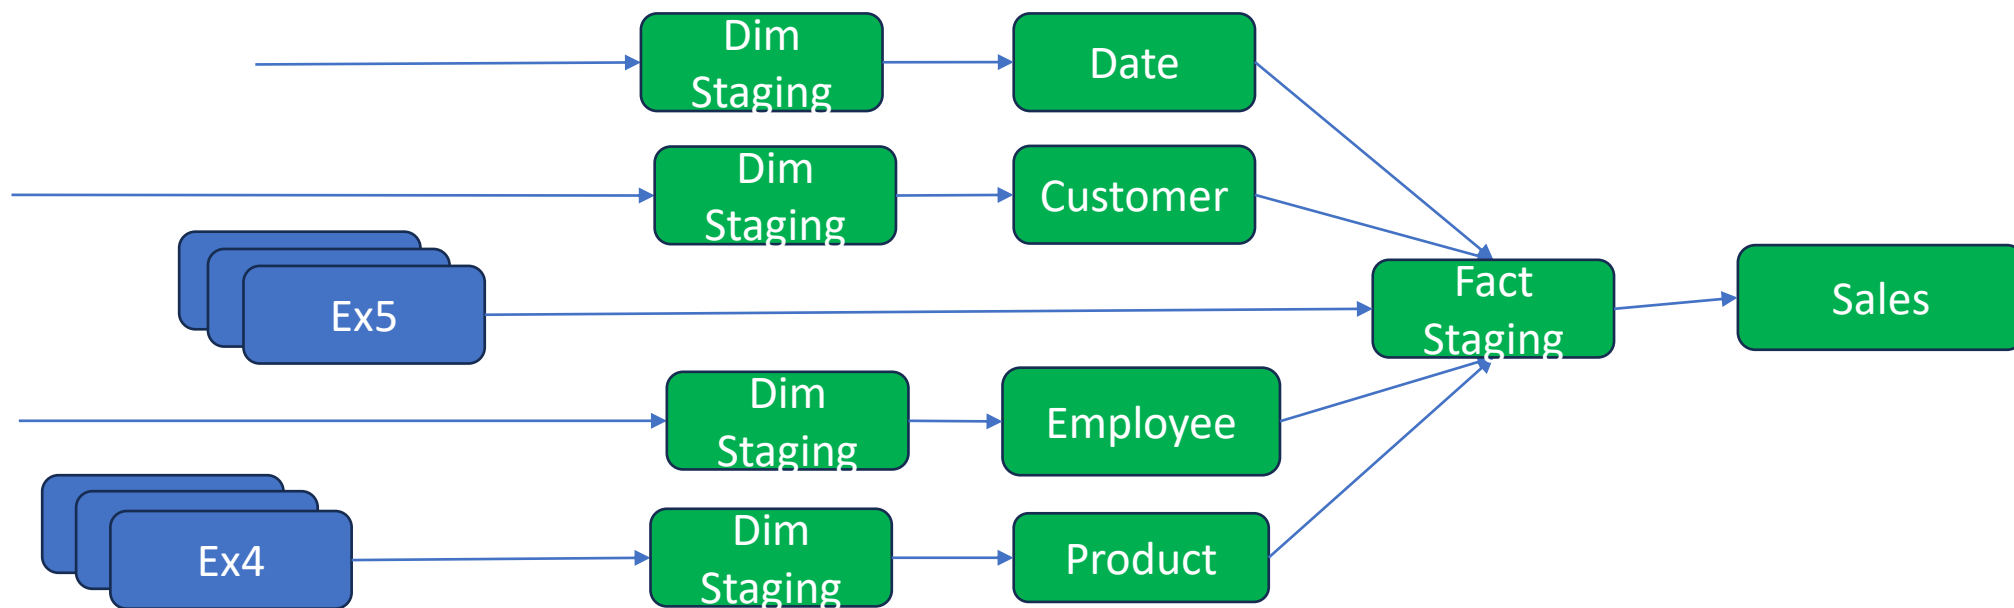 Dim
Staging
Date
Dim
Staging
Customer
Ex5
Fact
Staging
Sales
Dim
Staging
Employee
Ex4
Dim
Staging
Product